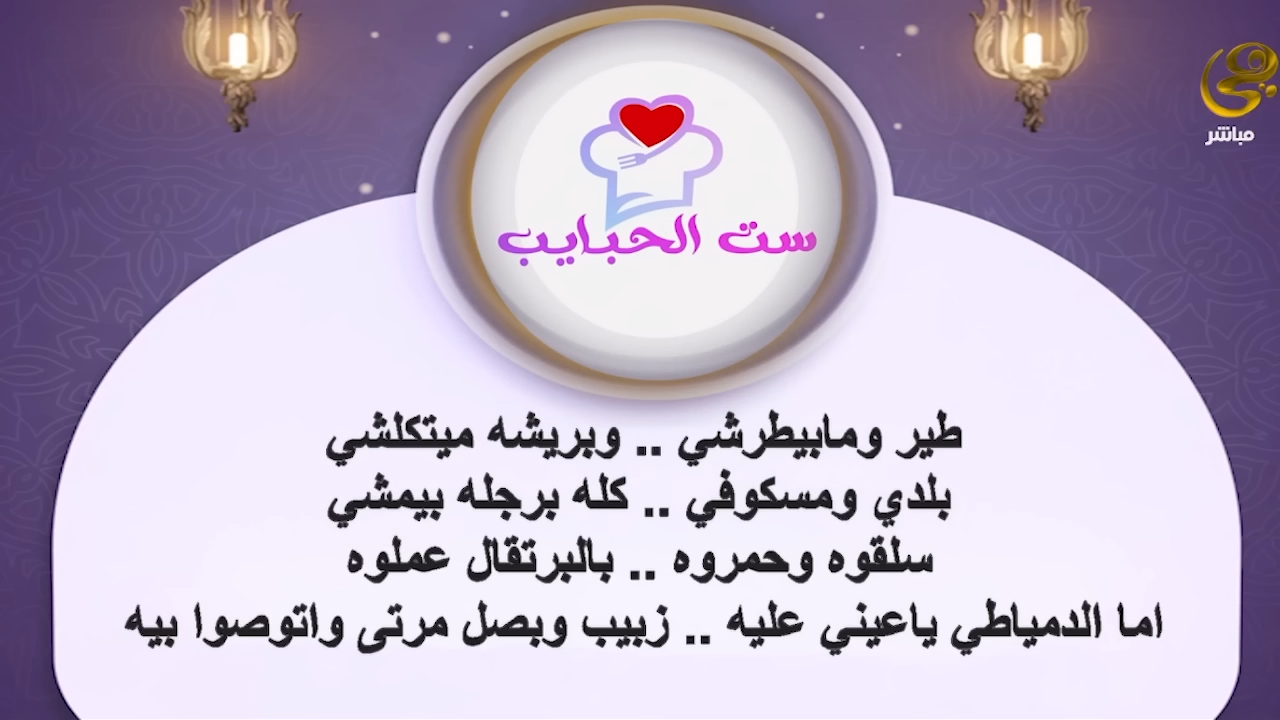 مباشر
ست الحبايب
طير ومابيطرشي .. وبريشه ميتكلشي
بلدي ومسكوفي .. كله برجله بيمشي
سلقوه وحمروه .. بالبرتقال عملوه
اما الدمياطي ياعيني عليه .. زبيب وبصل مرتى واتوصوا بيه